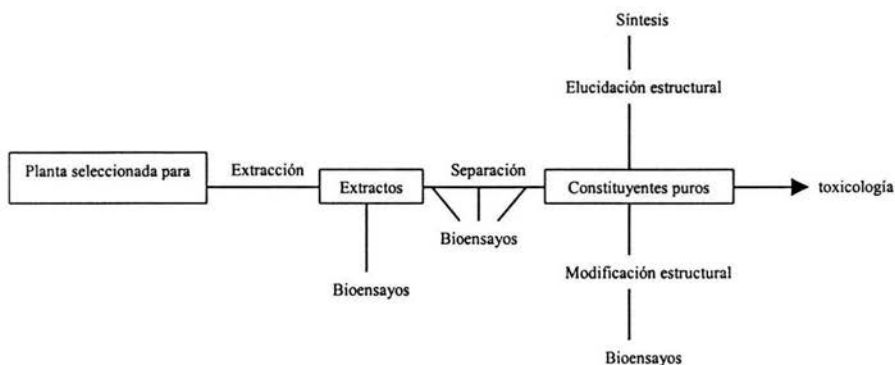 Síntesis
Elucidación estructural
Planta seleccionada para
Extracción
Extractos
Separación
Constituyentes puros
toxicología
Bioensayos
Bioensayos
Modificación estructural
Bioensayos